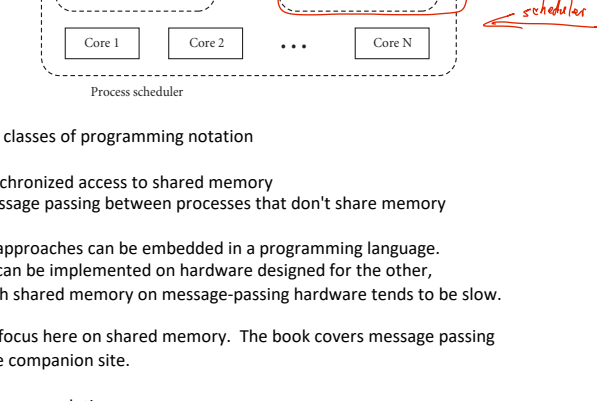 scheduler
Core 1 Core 2 ••• Core N
Process scheduler
classes of programming notation
chronized access to shared memory
ssage passing between processes that don't share memory
approaches can be embedded in a programming language.
can be implemented on hardware designed for the other,
h shared memory on message-passing hardware tends to be slow.
focus here on shared memory. The book covers message passing
e companion site.